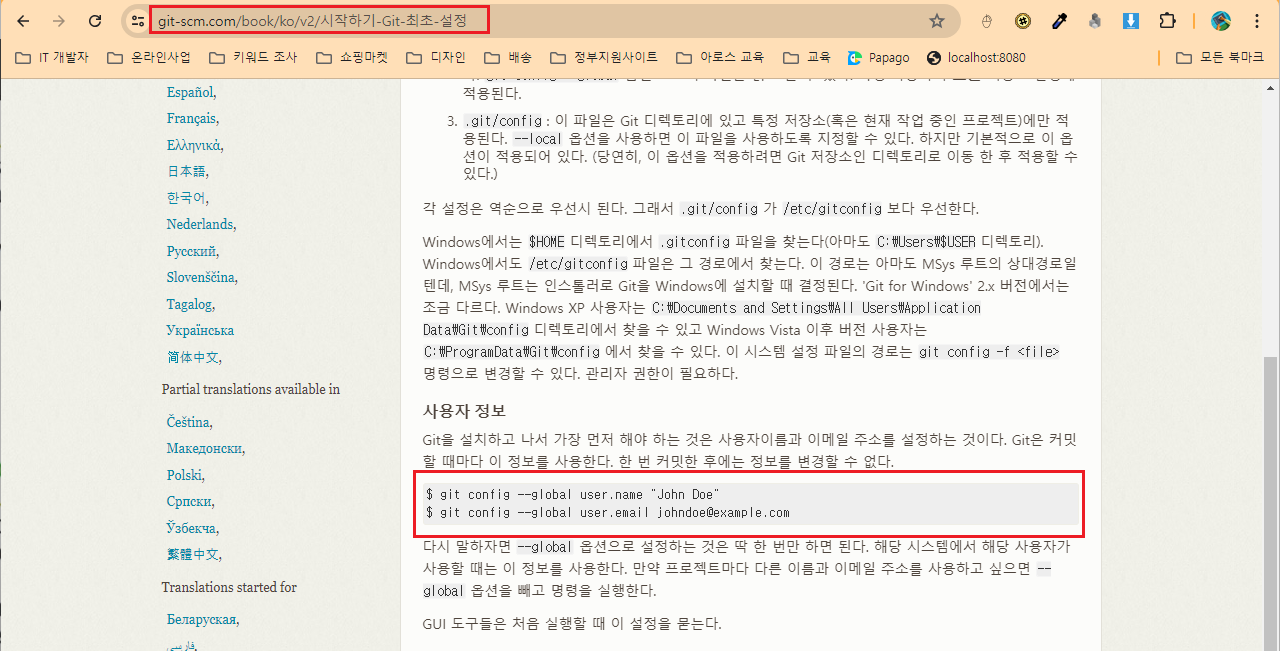 git-scm.com/book/ko/v2/시작하기-Git-최초-설정
IT 개발자
온라인사업
키워드 조사
쇼핑마켓
디자인
배송
정부지원사이트
아로스 교육
교육
Papago
localhost:8080
모든 북마크
Español,
Français,
Ελληνικά,
日本語,
한국어,
Nederlands,
Русский,
Slovenščina,
Tagalog,
Українська
简体中文,
Partial translations available in
Čeština,
Македонски,
Polski,
Српски,
Ўзбекча,
繁體中文,
Translations started for
Беларуская,
적용된다.
3. .git/config : 이 파일은 Git 디렉토리에 있고 특정 저장소(혹은 현재 작업 중인 프로젝트)에만 적
용된다. --local 옵션을 사용하면 이 파일을 사용하도록 지정할 수 있다. 하지만 기본적으로 이 옵
션이 적용되어 있다. (당연히, 이 옵션을 적용하려면 Git 저장소인 디렉토리로 이동 한 후 적용할 수
있다.)
각 설정은 역순으로 우선시 된다. 그래서 .git/config 가 /etc/gitconfig 보다 우선한다.
Windows에서는 $HOME 디렉토리에서 .gitconfig 파일을 찾는다(아마도 C:₩Users₩$USER 디렉토리).
Windows에서도 /etc/gitconfig 파일은 그 경로에서 찾는다. 이 경로는 아마도 MSys 루트의 상대경로일
텐데, MSys 루트는 인스톨러로 Git을 Windows에 설치할 때 결정된다. 'Git for Windows' 2.x 버전에서는
조금 다르다. Windows XP 사용자는 C:₩Documents and Settings₩All Users₩Application
Data₩Git₩config 디렉토리에서 찾을 수 있고 Windows Vista 이후 버전 사용자는
C:₩ProgramData₩Git₩config 에서 찾을 수 있다. 이 시스템 설정 파일의 경로는 git config -f <file>
명령으로 변경할 수 있다. 관리자 권한이 필요하다.
사용자 정보
Git을 설치하고 나서 가장 먼저 해야 하는 것은 사용자이름과 이메일 주소를 설정하는 것이다. Git은 커밋
할 때마다 이 정보를 사용한다. 한 번 커밋한 후에는 정보를 변경할 수 없다.
$ git config --global user.name "John Doe"
$ git config --global user.email johndoe@example.com
다시 말하자면 --global 옵션으로 설정하는 것은 딱 한 번만 하면 된다. 해당 시스템에서 해당 사용자가
사용할 때는 이 정보를 사용한다. 만약 프로젝트마다 다른 이름과 이메일 주소를 사용하고 싶으면 --
global 옵션을 빼고 명령을 실행한다.
GUI 도구들은 처음 실행할 때 이 설정을 묻는다.